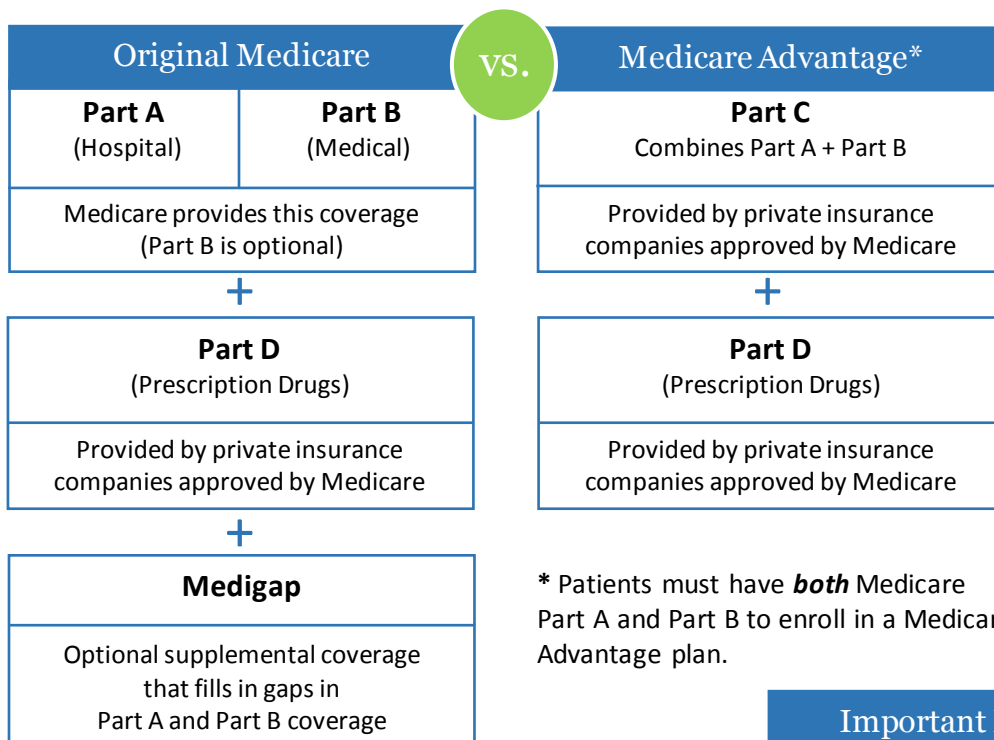 Original Medicare
vs.
Medicare Advantage*
Part A
(Hospital)
Part B
(Medical)
Medicare provides this coverage
(Part B is optional)
+
Part D
(Prescription Drugs)
Provided by private insurance
companies approved by Medicare
+
Medigap
Optional supplemental coverage
that fills in gaps in
Part A and Part B coverage
Part C
Combines Part A + Part B
Provided by private insurance
companies approved by Medicare
+
Part D
(Prescription Drugs)
Provided by private insurance
companies approved by Medicare
* Patients must have both Medicare
Part A and Part B to enroll in a Medicar
Advantage plan.
Important